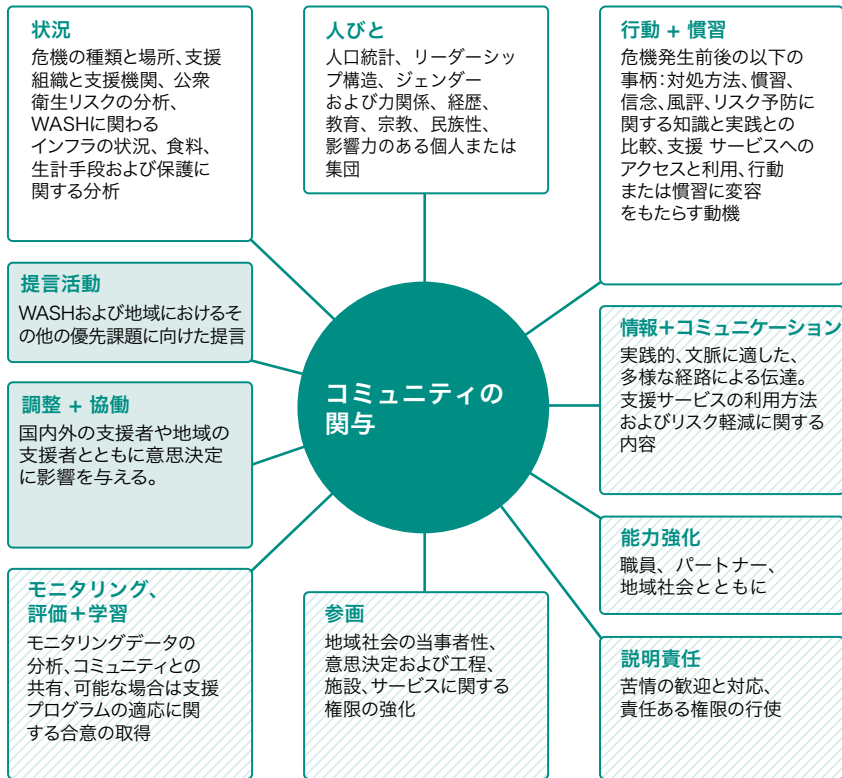 状況
危機の種類と場所、支援
組織と支援機関、公衆
衛生リスクの分析、
WASHに関わる
インフラの状況、食料、
生計手段および保護に
関する分析
人びと
人口統計、リーダーシッ
プ構造、ジェンダー
および力関係、経歴、
教育、宗教、民族性、
影響力のある個人または
集団
行動 + 慣習
危機発生前後の以下の
事柄：対処方法、慣習、
信念、風評、リスク予防に
関する知識と実践との
比較、支援 サービスへの
アクセスと利用、行動
または慣習に変容
をもたらす動機
提言活動
WASHおよび地域におけるそ
の他の優先課題に向けた提言
調整 + 協働
国内外の支援者や地域の
支援者とともに意思決定
に影響を与える。
コミュニティの
関与
情報＋コミュニケーション
実践的、文脈に適した、
多様な経路による伝達。
支援サービスの利用方法
およびリスク軽減に関する
内容
能力強化
職員、パートナー、
地域社会とともに
モニタリング、
評価＋学習
モニタリングデータの
分析、コミュニティとの
共有、可能な場合は支援
プログラムの適応に関
する合意の取得
参画
地域社会の当事者性、
意思決定および工程、
施設、サービスに関する
権限の強化
説明責任
苦情の歓迎と対応、
責任ある権限の行使